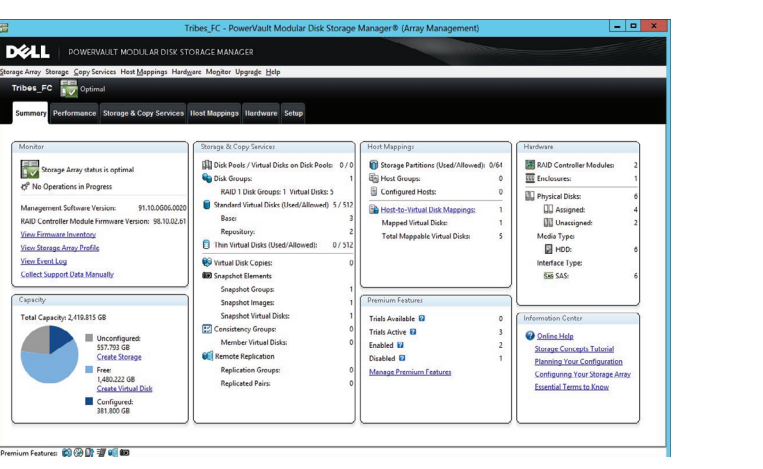 Tribes_FC - PowerVault Modular Disk Storage Manager® (Array Management)
DELL POWERVAULT MODULAR DISK STORAGE MANAGER
Storage Array Storage Copy Services Host Mappings Hardware Monitor Upgrade Help
Tribes_FC Optimal
Summary Performance Storage & Copy Services Host Mappings Hardware Setup
Monitor
Storage Array status is optimal
No Operations in Progress
Management Software Version: 91.10.0G06.0020
RAID Controller Module Firmware Version: 98.10.02.61
View Firmware Inventory
View Storage Array Profile
View Event Log
Collect Support Data Manually
Capacity
Total Capacity: 2,419.815 GB
Unconfigured:
557.793 GB
Create Storage
Free:
1,480.222 GB
Create Virtual Disk
Configured:
381.800 GB
Storage & Copy Services
Disk Pools / Virtual Disks on Disk Pools: 0 / 0
Disk Groups: 1
RAID 1 Disk Groups: 1 Virtual Disks: 5
Standard Virtual Disks (Used/Allowed) 5 / 512
Base: 3
Repository: 2
Thin Virtual Disks (Used/Allowed): 0 / 512
Virtual Disk Copies: 0
Snapshot Elements
Snapshot Groups: 1
Snapshot Images: 1
Snapshot Virtual Disks: 1
Consistency Groups: 0
Member Virtual Disks: 0
Remote Replication
Replication Groups: 0
Replicated Pairs: 0
Host Mappings
Storage Partitions (Used/Allowed): 0/64
Host Groups: 0
Configured Hosts: 0
Host-to-Virtual Disk Mappings: 1
Mapped Virtual Disks: 1
Total Mappable Virtual Disks: 5
Premium Features
Trials Available 0
Trials Active 3
Enabled 2
Disabled 1
Manage Premium Features
Hardware
RAID Controller Modules: 2
Enclosures: 1
Physical Disks: 6
Assigned: 4
Unassigned: 2
Media Type:
HDD: 6
Interface Type:
SAS SAS: 6
Information Center
Online Help
Storage Concepts Tutorial
Planning Your Configuration
Configuring Your Storage Array
Essential Terms to Know
Premium Features: